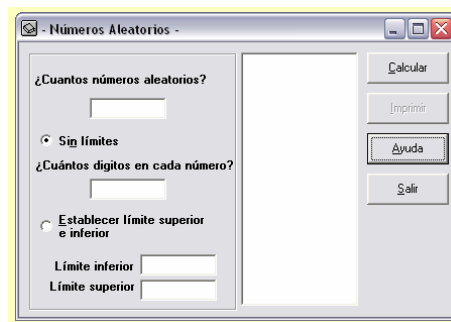 - Números Aleatorios -
¿Cuantos números aleatorios?
Sin límites
¿Cuántos digitos en cada número?
Establecer límite superior
e inferior
Límite inferior
Límite superior
Calcular
Imprimir
Ayuda
Salir